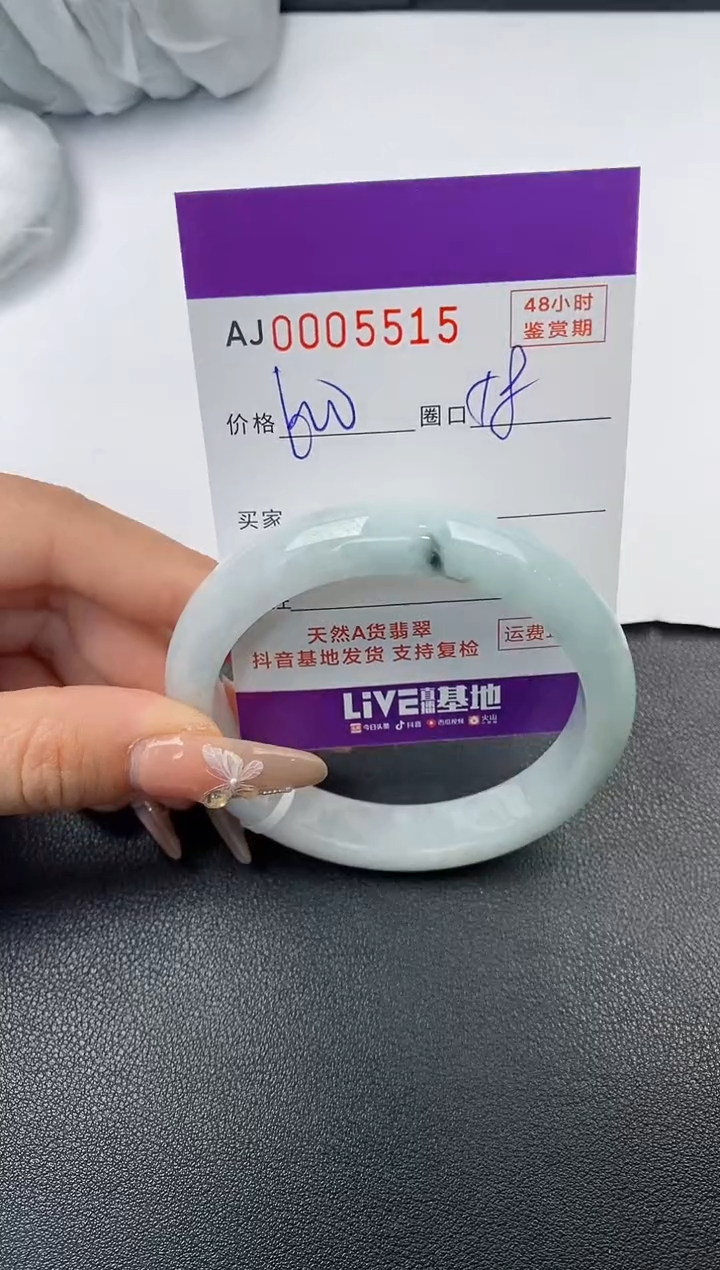 AJ0005515
48小时
鉴赏期
价格 600 圈口 58
买家
天然A货翡翠
运费
抖音基地发货 支持复检
LiVE直播基地
今日头条 抖音 西瓜视频 火山